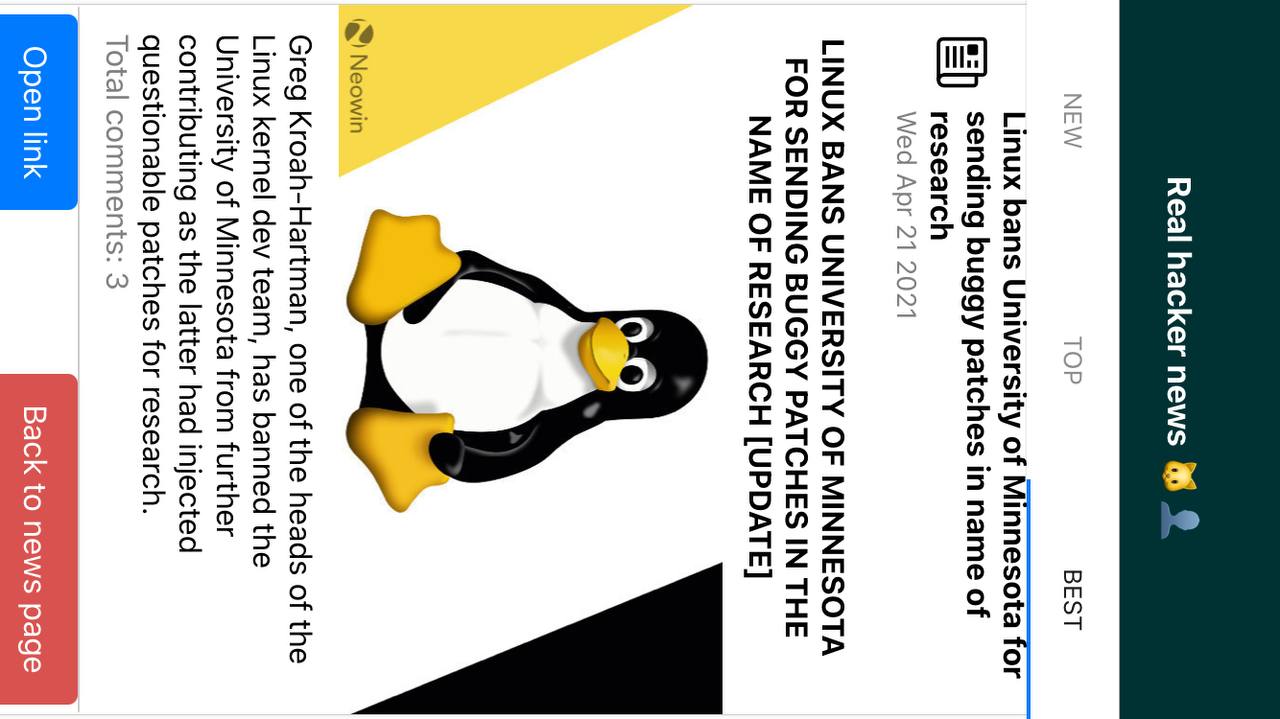 Real hacker news 🐱👤
NEW
TOP
BEST
Linux bans University of Minnesota for
sending buggy patches in name of
research
Wed Apr 21 2021
LINUX BANS UNIVERSITY OF MINNESOTA
FOR SENDING BUGGY PATCHES IN THE
NAME OF RESEARCH [UPDATE]
Neowin
Greg Kroah-Hartman, one of the heads of the
Linux kernel dev team, has banned the
University of Minnesota from further
contributing as the latter had injected
questionable patches for research.
Total comments: 3
Open link
Back to news page